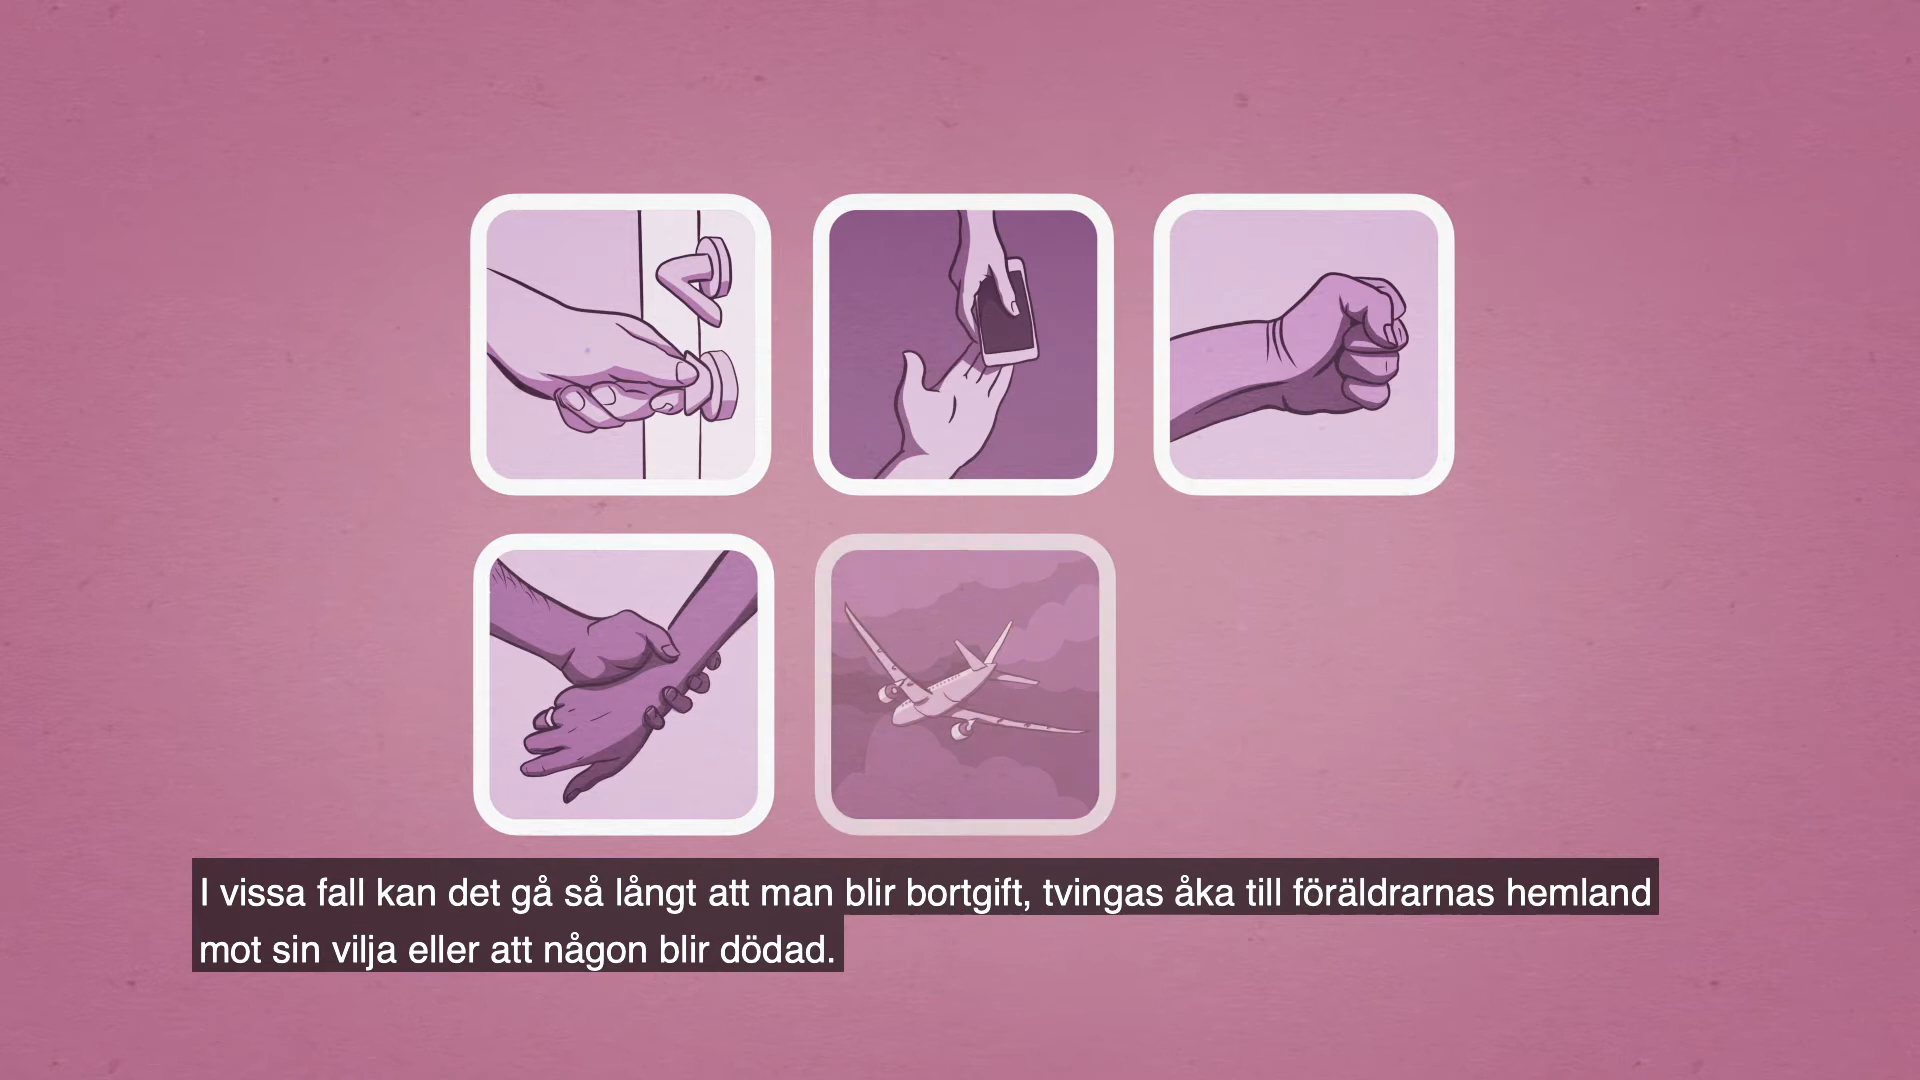 I vissa fall kan det gå så långt att man blir bortgift, tvingas åka till föräldrarnas hemland
mot sin vilja eller att någon blir dödad.